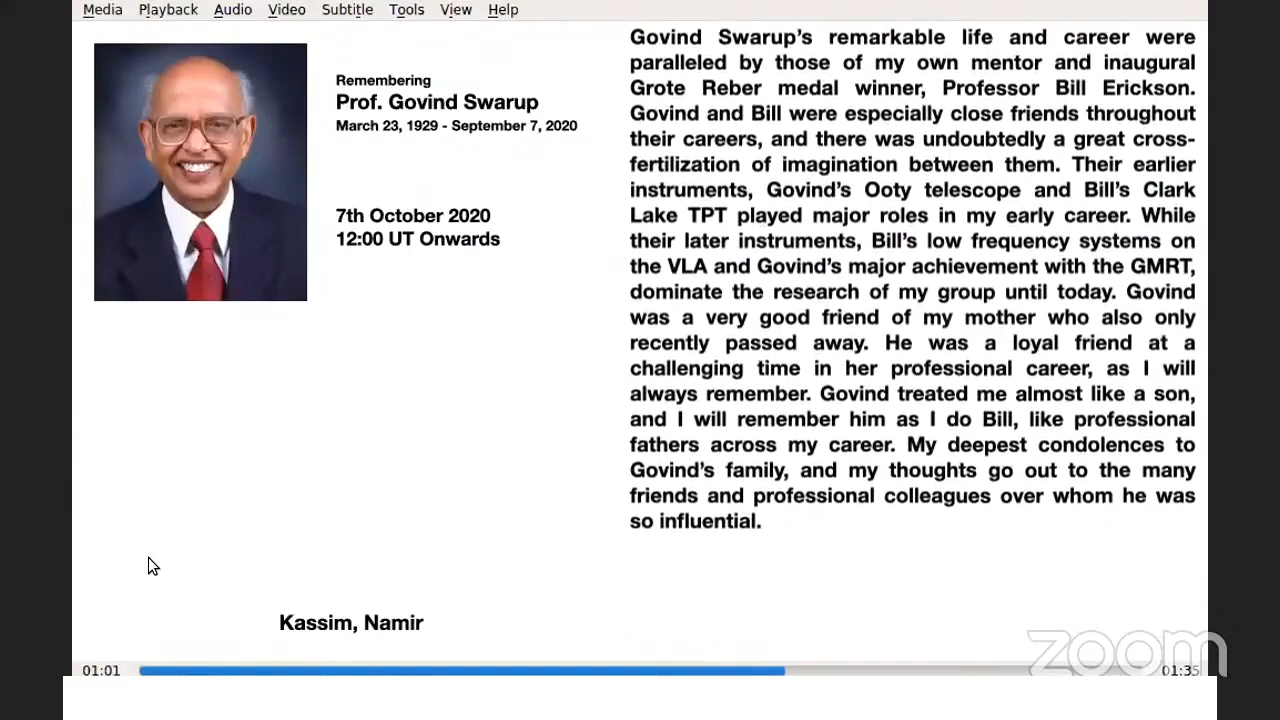 Media Playback Audio Video Subtitle Tools View Help
Remembering
Prof. Govind Swarup
March 23, 1929 - September 7, 2020
7th October 2020
12:00 UT Onwards
Govind Swarup’s remarkable life and career were
paralleled by those of my own mentor and inaugural
Grote Reber medal winner, Professor Bill Erickson.
Govind and Bill were especially close friends throughout
their careers, and there was undoubtedly a great cross-
fertilization of imagination between them. Their earlier
instruments, Govind’s Ooty telescope and Bill’s Clark
Lake TPT played major roles in my early career. While
their later instruments, Bill’s low frequency systems on
the VLA and Govind’s major achievement with the GMRT,
dominate the research of my group until today. Govind
was a very good friend of my mother who also only
recently passed away. He was a loyal friend at a
challenging time in her professional career, as I will
always remember. Govind treated me almost like a son,
and I will remember him as I do Bill, like professional
fathers across my career. My deepest condolences to
Govind’s family, and my thoughts go out to the many
friends and professional colleagues over whom he was
so influential.
Kassim, Namir
zoom
01:01 01:35